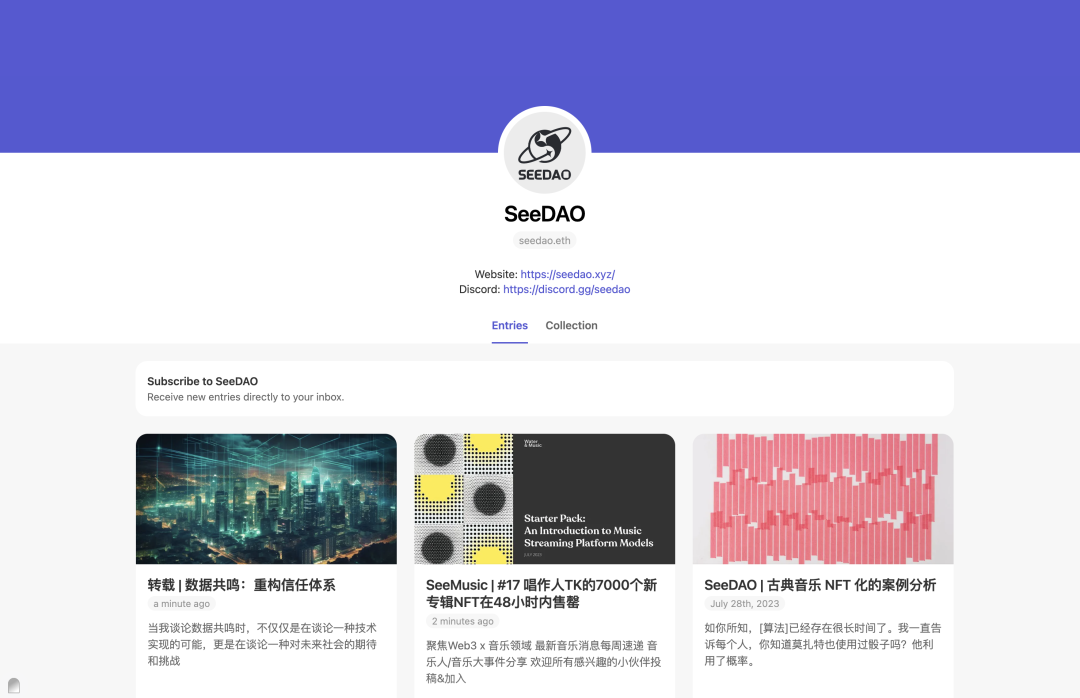 SEEDAO
SeeDAO
seedao.eth
Website: https://seedao.xyz/
Discord: https://discord.gg/seedao
Entries
Collection
Subscribe to SeeDAO
Receive new entries directly to your inbox.
转载 | 数据共鸣：重构信任体系
a minute ago
当我谈论数据共鸣时，不仅仅是在谈论一种技术
实现的可能，更是在谈论一种对未来社会的期待
和挑战
Water
& Music
Starter Pack:
An Introduction to Music
Streaming Platform Models
JULY 2023
SeeMusic | #17 唱作人TK的7000个新
专辑NFT在48小时内售罄
2 minutes ago
聚焦Web3 x 音乐领域 最新音乐消息每周速递 音
乐人/音乐大事件分享 欢迎所有感兴趣的小伙伴投
稿&加入
SeeDAO | 古典音乐 NFT 化的案例分析
July 28th, 2023
如你所知，[算法]已经存在很长时间了。我一直告
诉每个人，你知道莫扎特也使用过骰子吗？他利
用了概率。